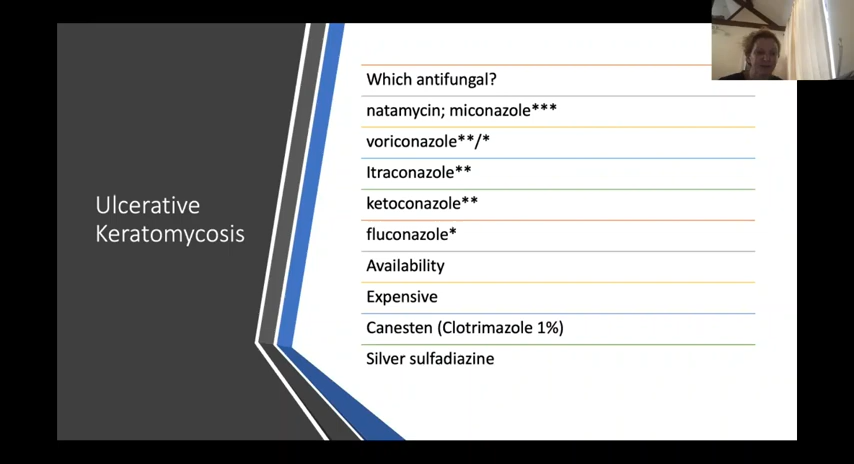 Ulcerative
Keratomycosis
Which antifungal?
natamycin; miconazole***
voriconazole**/*
Itraconazole**
ketoconazole**
fluconazole*
Availability
Expensive
Canesten (Clotrimazole 1%)
Silver sulfadiazine